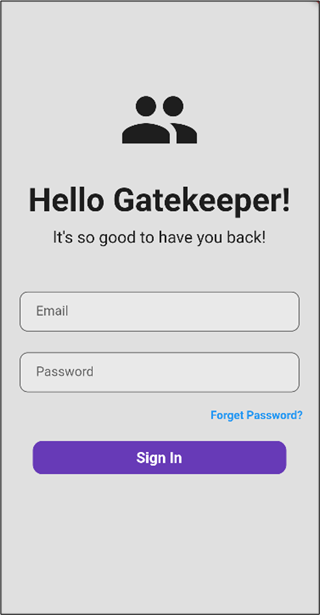 Hello Gatekeeper!
It's so good to have you back!
Email
Password
Forget Password?
Sign In